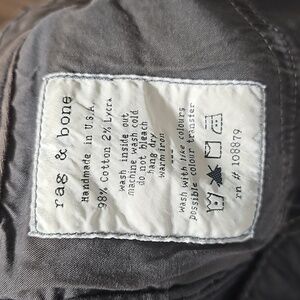 rag & bone
Handmade in U.S.A.
98% Cotton 2% Lycra
wash inside out
machine wash cold
do not bleach
hang dry
warm iron
wash with like colours
possible colour transfer
rn # 108879